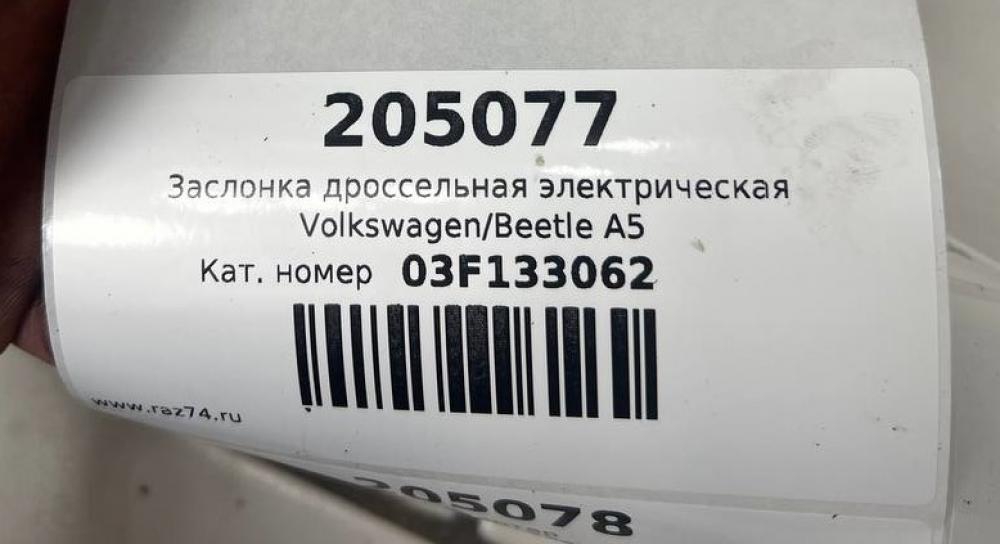 205077
Заслонка дроссельная электрическая
Volkswagen/Beetle A5
Кат. номер 03F133062
www.raz74.ru
205078